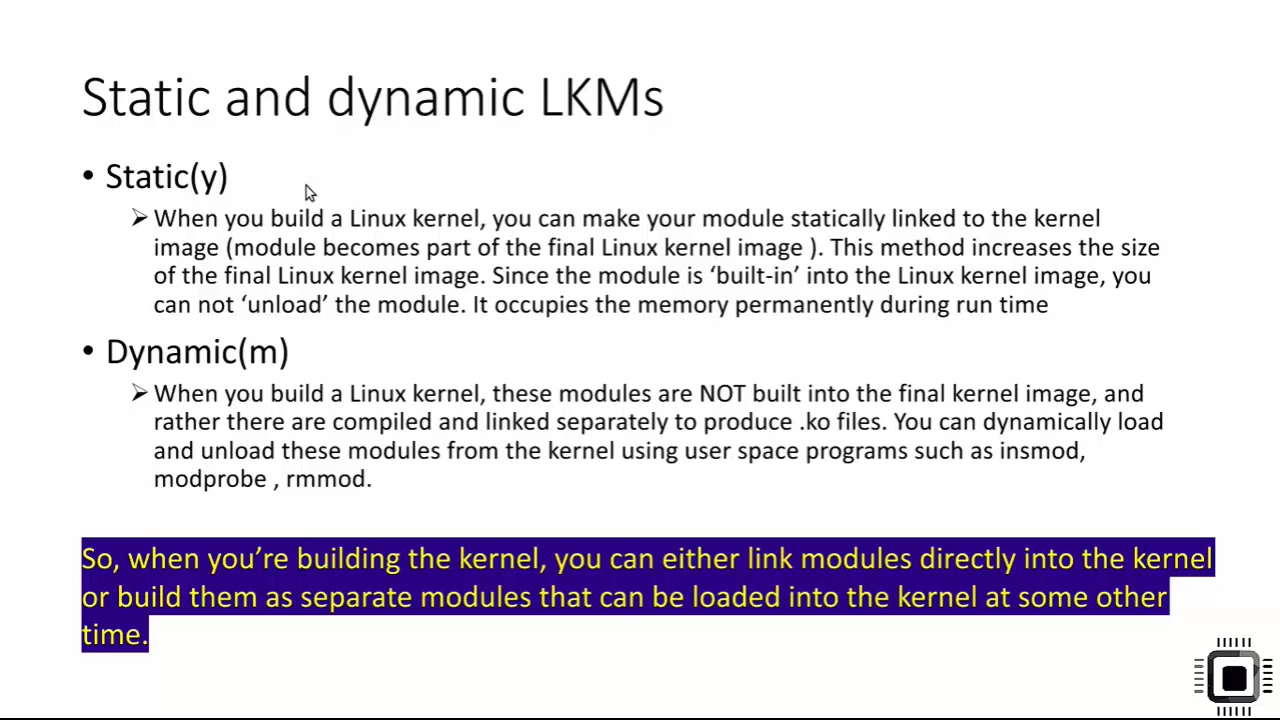 Static and dynamic LKMs
• Static(y)
➢ When you build a Linux kernel, you can make your module statically linked to the kernel
image (module becomes part of the final Linux kernel image ). This method increases the size
of the final Linux kernel image. Since the module is ‘built-in’ into the Linux kernel image, you
can not ‘unload’ the module. It occupies the memory permanently during run time
• Dynamic(m)
➢ When you build a Linux kernel, these modules are NOT built into the final kernel image, and
rather there are compiled and linked separately to produce .ko files. You can dynamically load
and unload these modules from the kernel using user space programs such as insmod,
modprobe , rmmod.
So, when you’re building the kernel, you can either link modules directly into the kernel
or build them as separate modules that can be loaded into the kernel at some other
time.